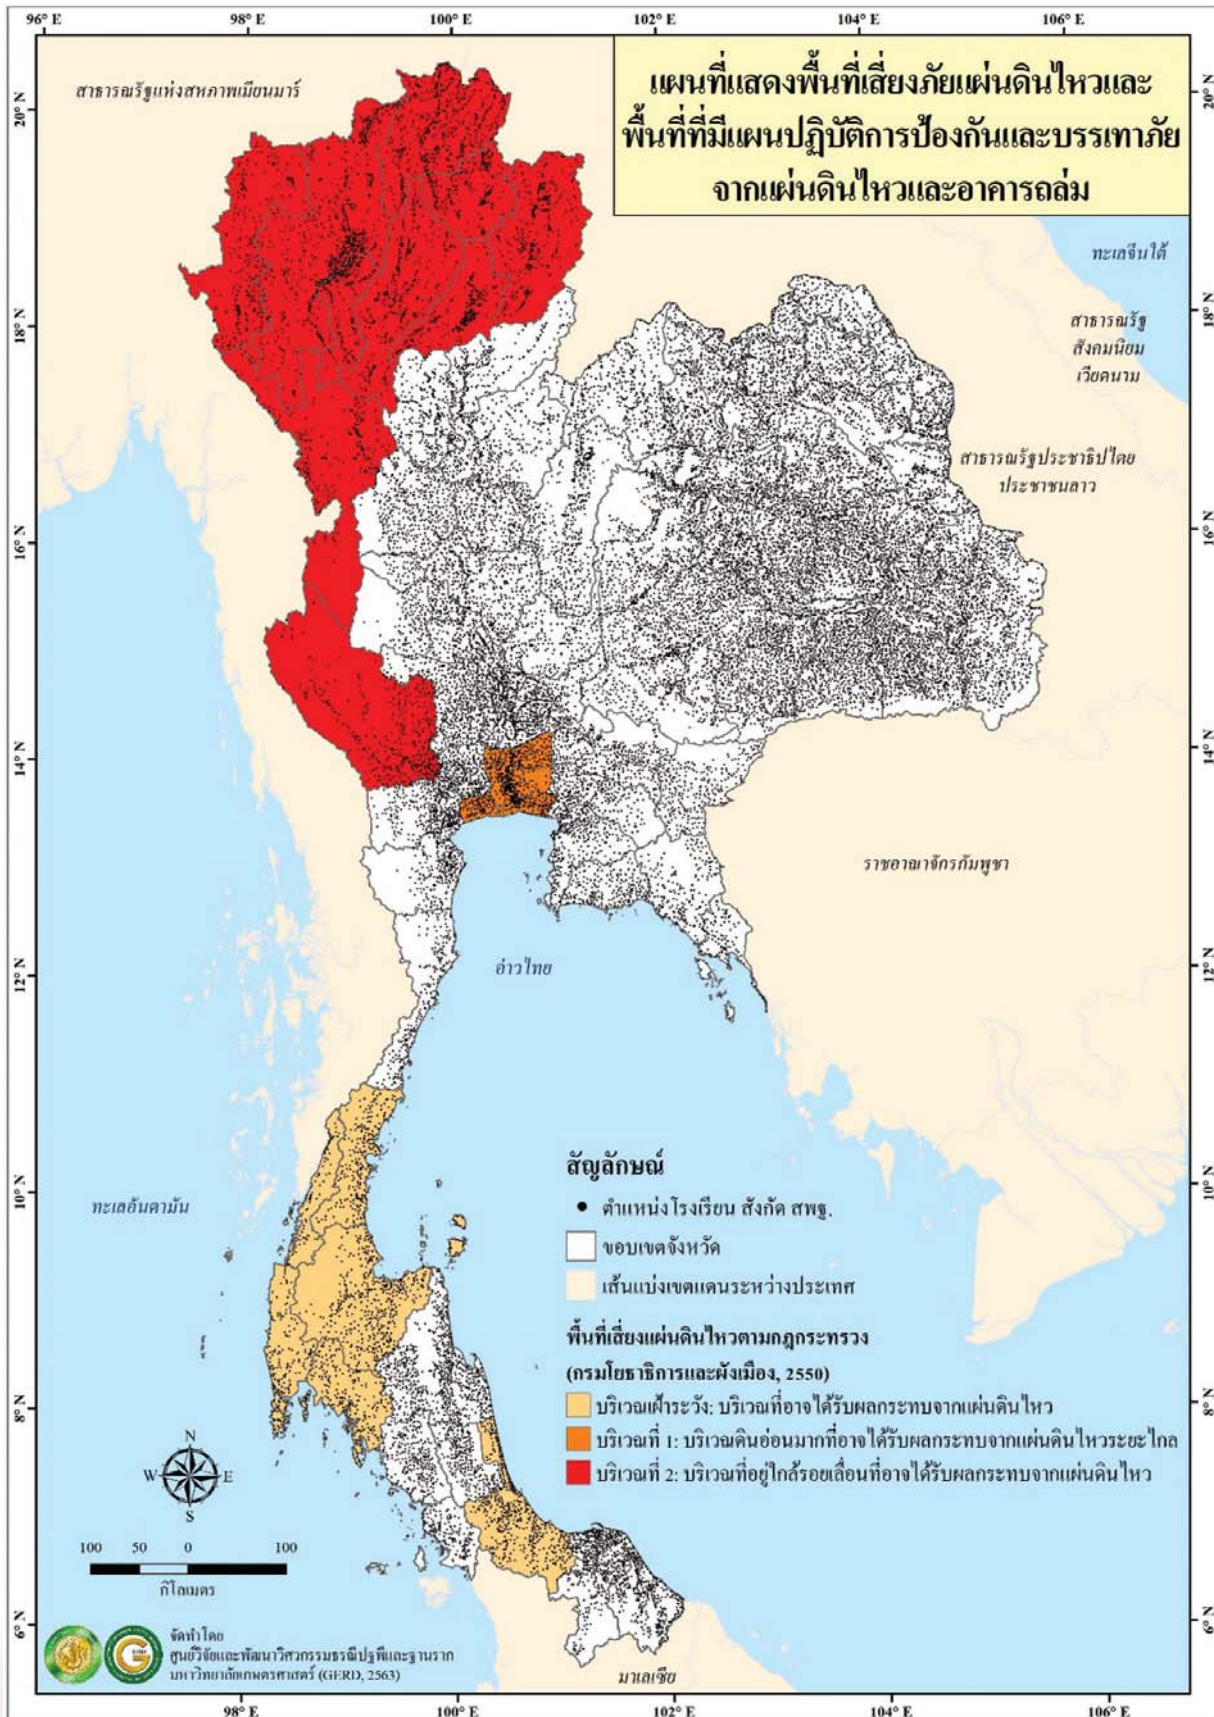 96° E 98° E 100° E 102° E 104° E 106° E
แผนที่แสดงพื้นที่เสี่ยงภัยแผ่นดินไหวและ
พื้นที่ที่มีแผนปฏิบัติการป้องกันและบรรเทาภัย
จากแผ่นดินไหวและอาคารถล่ม
สาธารณรัฐแห่งสหภาพเมียนมาร์
20° N 20° N
ทะเลจีนใต้
18° N 18° N
สาธารณรัฐ
สังคมนิยม
เวียดนาม
สาธารณรัฐประชาธิปไตย
ประชาชนลาว
16° N 16° N
14° N 14° N
ราชอาณาจักรกัมพูชา
อ่าวไทย
12° N 12° N
ทะเลอันดามัน
10° N 10° N
สัญลักษณ์
ตำแหน่งโรงเรียน สังกัด สพฐ.
ขอบเขตจังหวัด
เส้นแบ่งเขตแดนระหว่างประเทศ
พื้นที่เสี่ยงแผ่นดินไหวตามกฎกระทรวง
(กรมโยธาธิการและผังเมือง, 2550)
บริเวณเฝ้าระวัง: บริเวณที่อาจได้รับผลกระทบจากแผ่นดินไหว
บริเวณที่ 1: บริเวณดินอ่อนมากที่อาจได้รับผลกระทบจากแผ่นดินไหวระยะไกล
บริเวณที่ 2: บริเวณที่อยู่ใกล้รอยเลื่อนที่อาจได้รับผลกระทบจากแผ่นดินไหว
8° N 8° N
N
W E
S
100 50 0 100
กิโลเมตร
6° N 6° N
จัดทำโดย
ศูนย์วิจัยและพัฒนาวิศวกรรมธรณีปฐพีและฐานราก
มหาวิทยาลัยเกษตรศาสตร์ (GERD, 2563)
มาเลเซีย
98° E 100° E 102° E 104° E 106° E